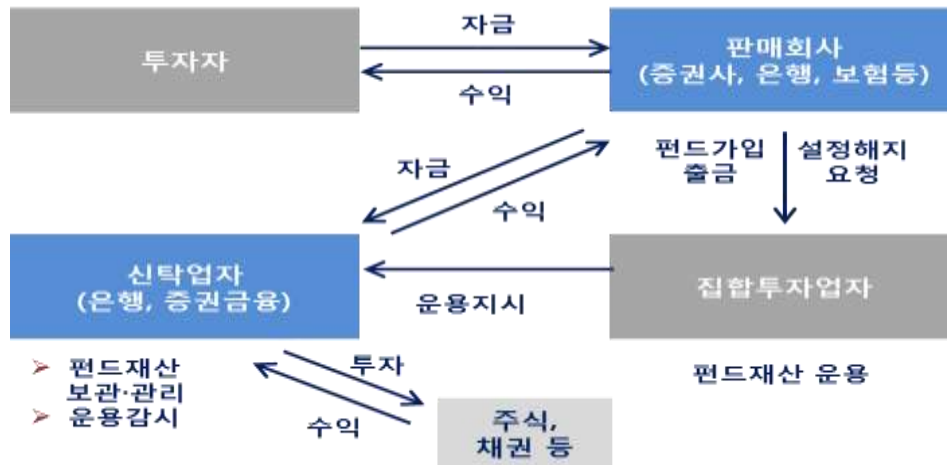 자금
투자자
판매회사
(증권사, 은행, 보험등)
수익
펀드가입
출금
설정해지
요청
자금
수익
신탁업자
(은행, 증권금융)
운용지시
집합투자업자
➢ 펀드재산
보관·관리
➢ 운용감시
투자
수익
주식,
채권 등
펀드재산 운용